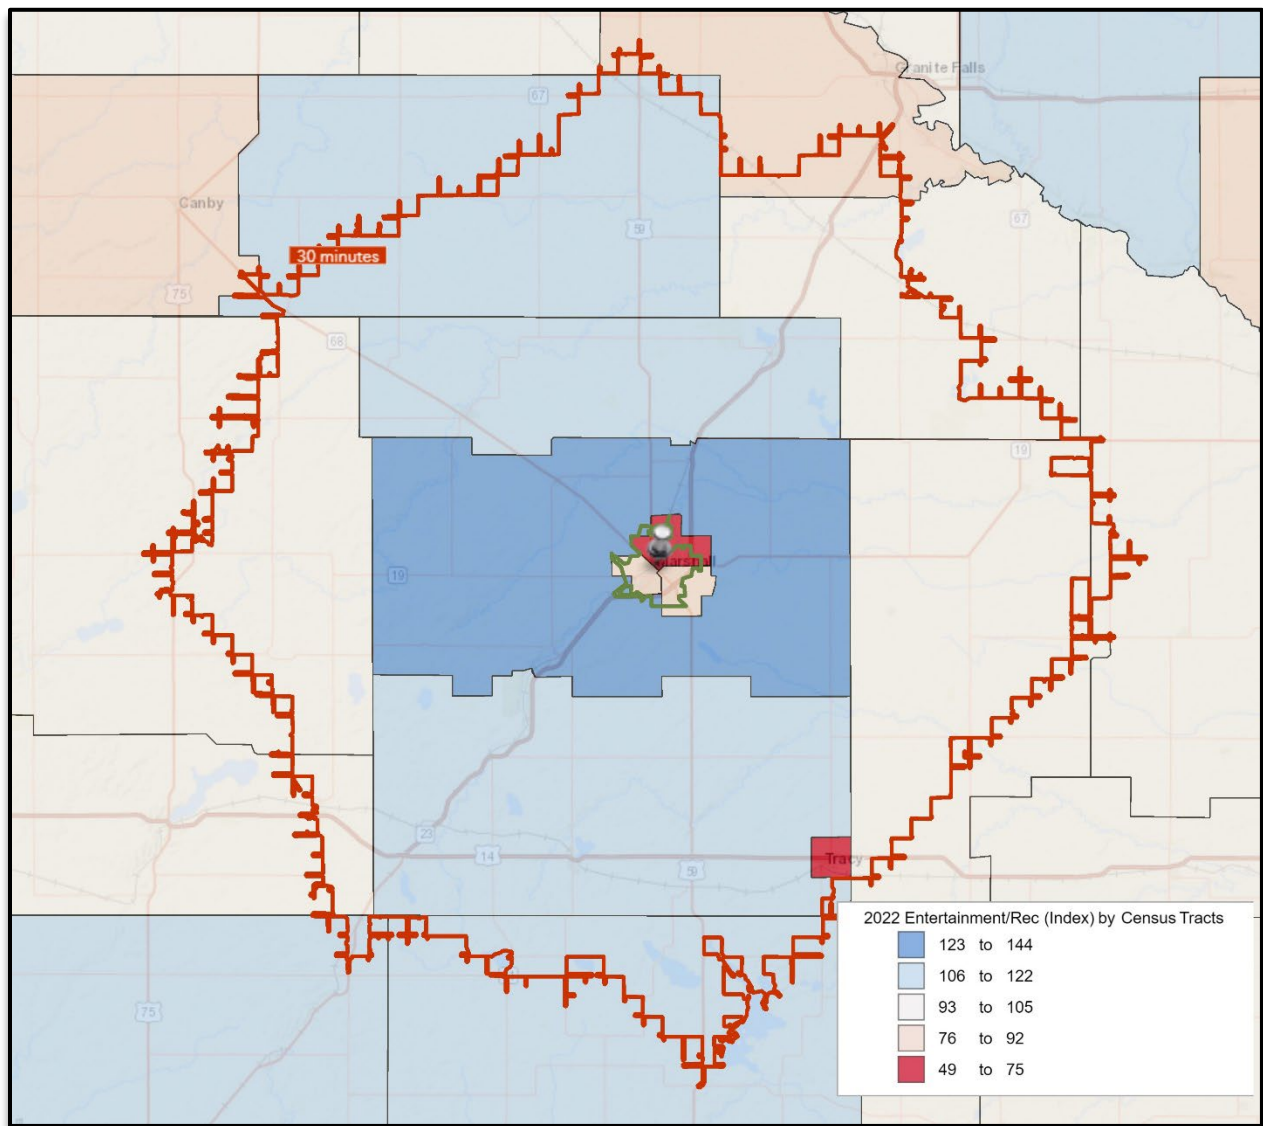 Granite Falls
67
Canby
59
67
30 minutes
75
68
19
Marshall
19
23
14
59
Tracy
75
2022 Entertainment/Rec (Index) by Census Tracts
123 to 144
106 to 122
93 to 105
76 to 92
49 to 75